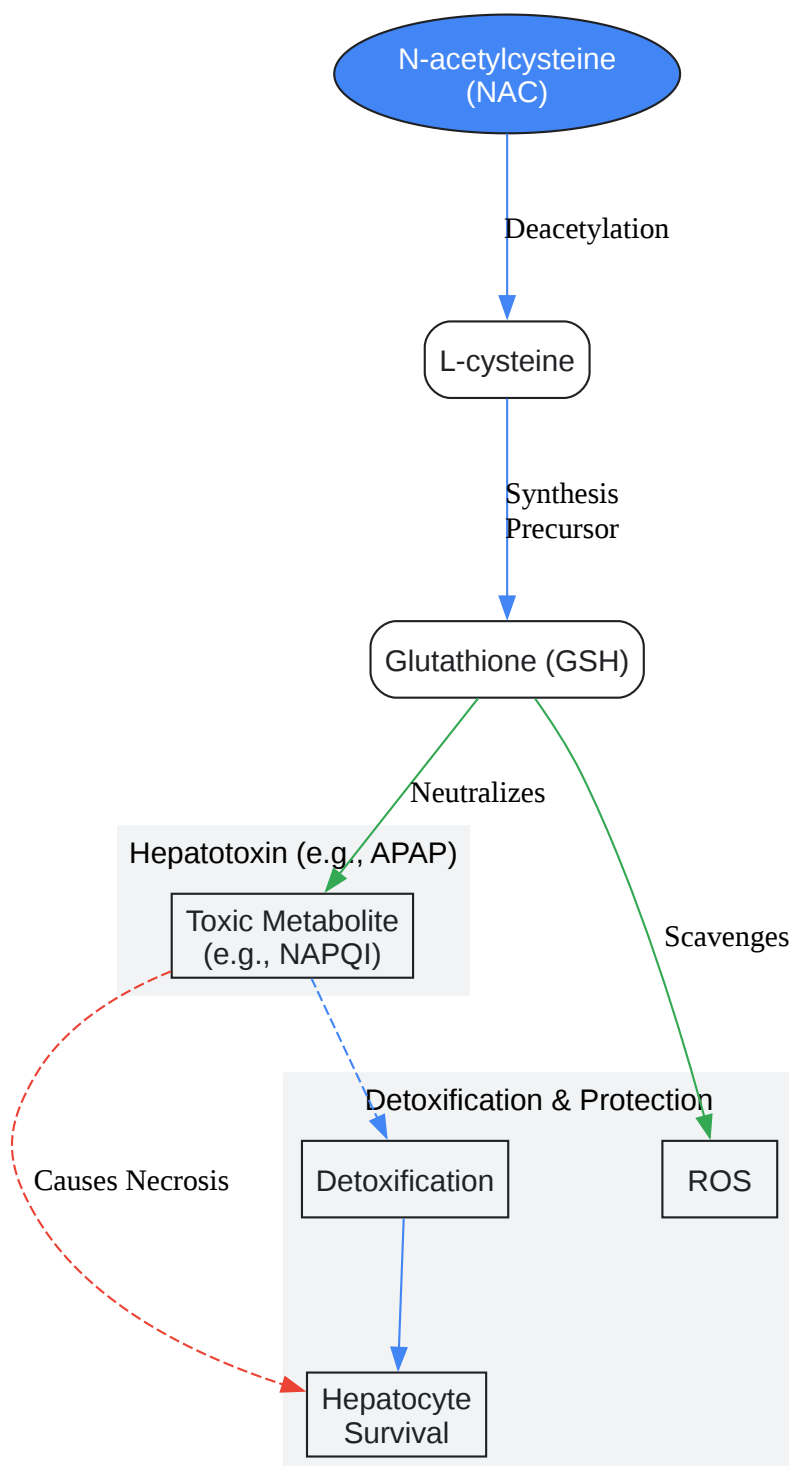 N-acetylcysteine
(NAC)
Deacetylation
L-cysteine
Synthesis
Precursor
Glutathione (GSH)
Neutralizes
Hepatotoxin (e.g., APAP)
Toxic Metabolite
(e.g., NAPQI)
Scavenges
Detoxification & Protection
Causes Necrosis
Detoxification
ROS
Hepatocyte
Survival